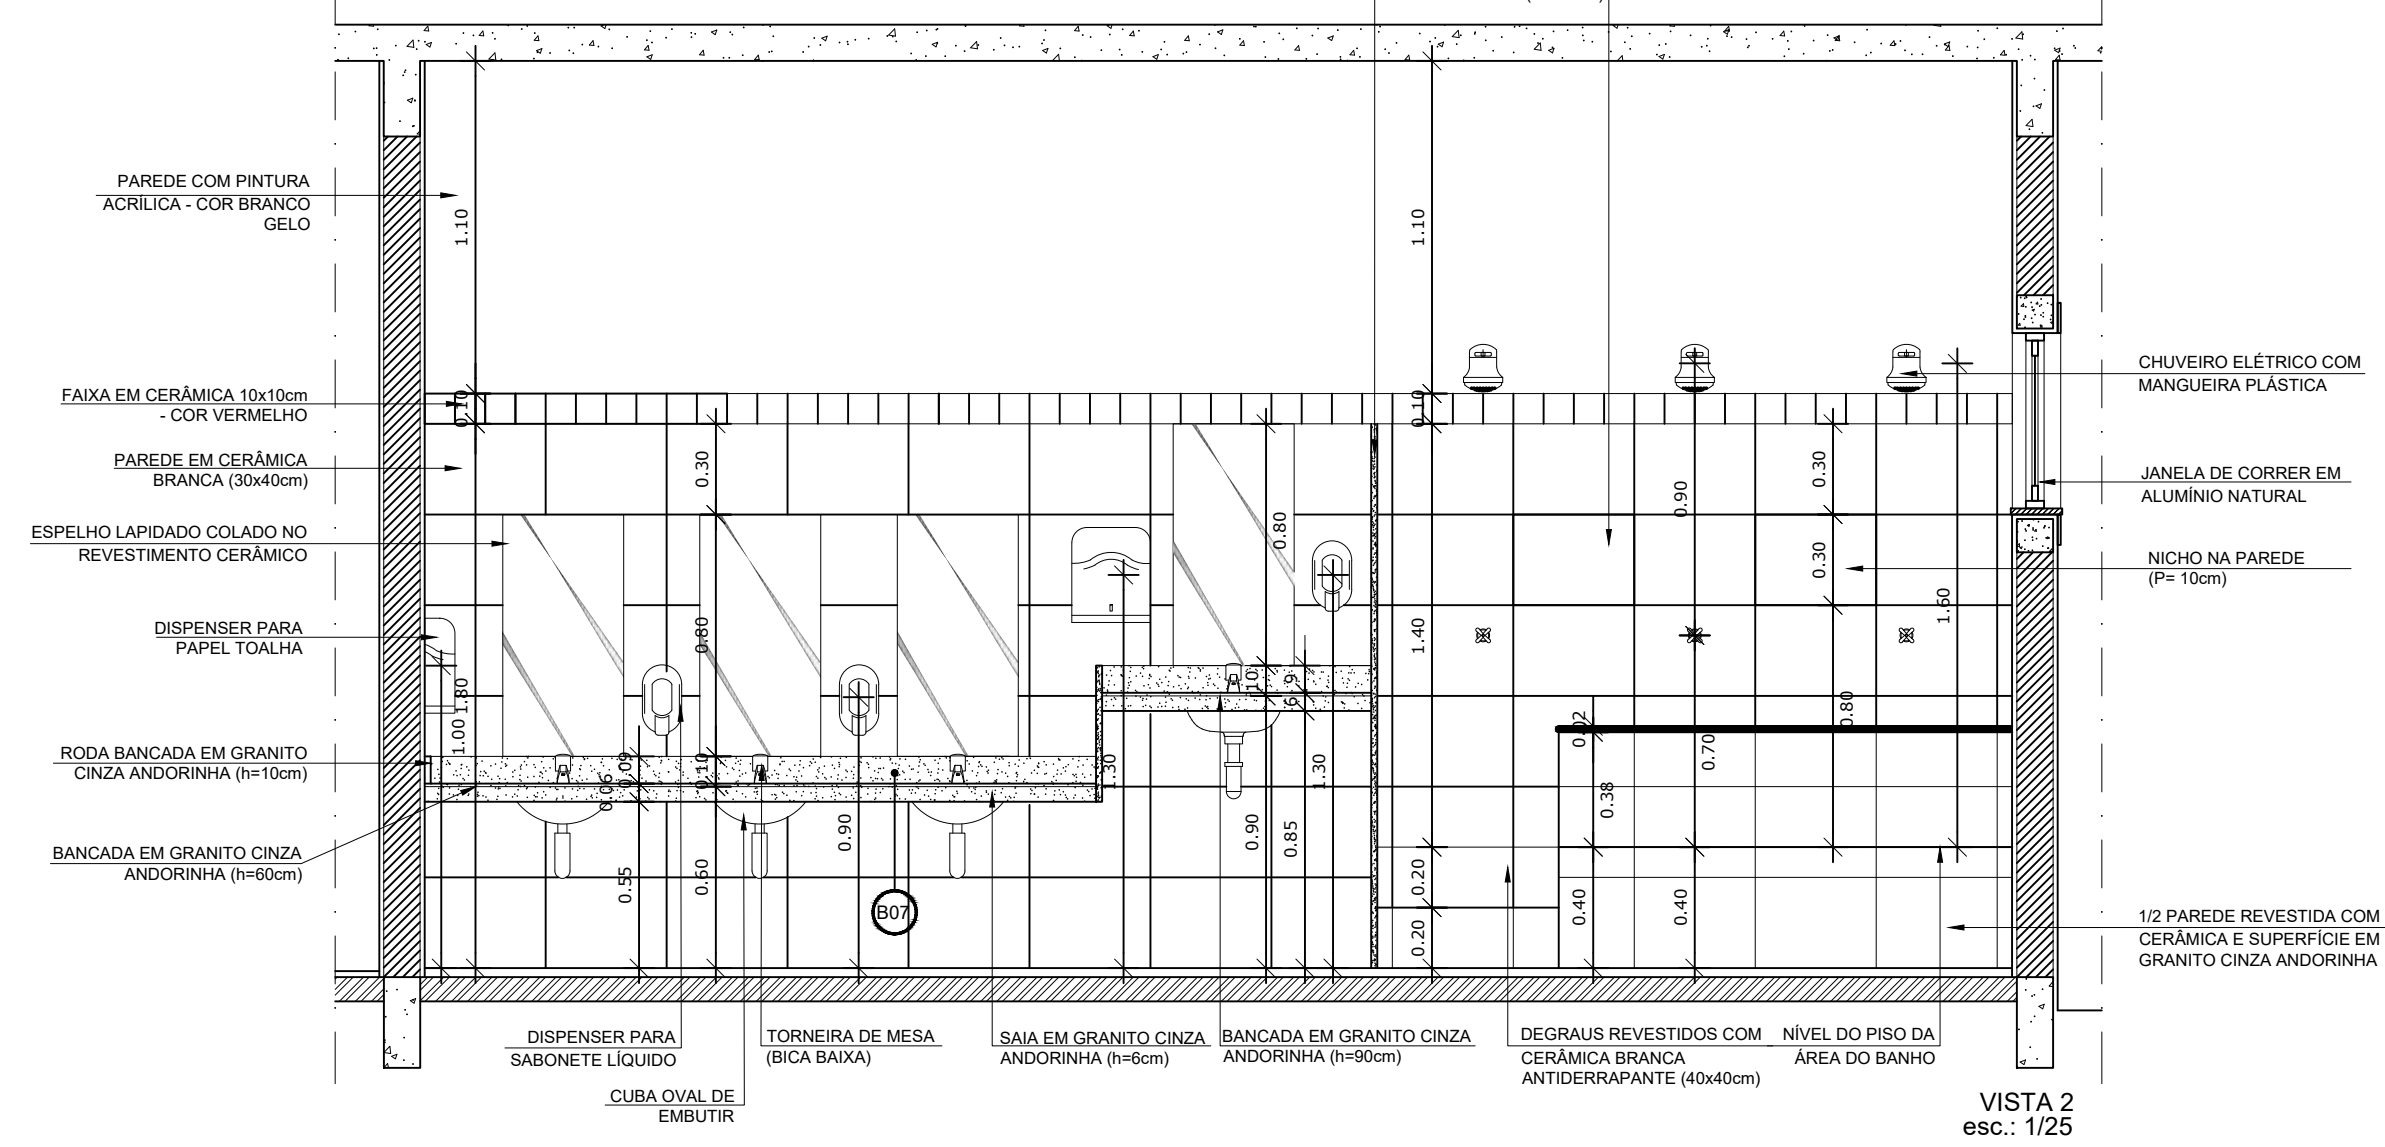 PAREDE COM PINTURA
ACRÍLICA - COR BRANCO
GELO
FAIXA EM CERÂMICA 10x10cm
- COR VERMELHO
PAREDE EM CERÂMICA
BRANCA (30x40cm)
ESPELHO LAPIDADO COLADO NO
REVESTIMENTO CERÂMICO
DISPENSER PARA
PAPEL TOALHA
RODA BANCADA EM GRANITO
CINZA ANDORINHA (h=10cm)
BANCADA EM GRANITO CINZA
ANDORINHA (h=60cm)
1.10
0.10
1.80
1.00
0.30
0.80
0.09
0.06
0.10
0.55
0.60
0.90
B07
1.30
0.80
10
9
6
0.90
0.85
1.30
1.10
0.10
1.40
0.20
0.20
0.90
0.02
0.38
0.40
0.70
0.40
0.30
0.30
0.80
1.60
CHUVEIRO ELÉTRICO COM
MANGUEIRA PLÁSTICA
JANELA DE CORRER EM
ALUMÍNIO NATURAL
NICHO NA PAREDE
(P= 10cm)
1/2 PAREDE REVESTIDA COM
CERÂMICA E SUPERFÍCIE EM
GRANITO CINZA ANDORINHA
DISPENSER PARA
SABONETE LÍQUIDO
CUBA OVAL DE
EMBUTIR
TORNEIRA DE MESA
(BICA BAIXA)
SAIA EM GRANITO CINZA
ANDORINHA (h=6cm)
BANCADA EM GRANITO CINZA
ANDORINHA (h=90cm)
DEGRAUS REVESTIDOS COM
CERÂMICA BRANCA
ANTIDERRAPANTE (40x40cm)
NÍVEL DO PISO DA
ÁREA DO BANHO
VISTA 2
esc.: 1/25